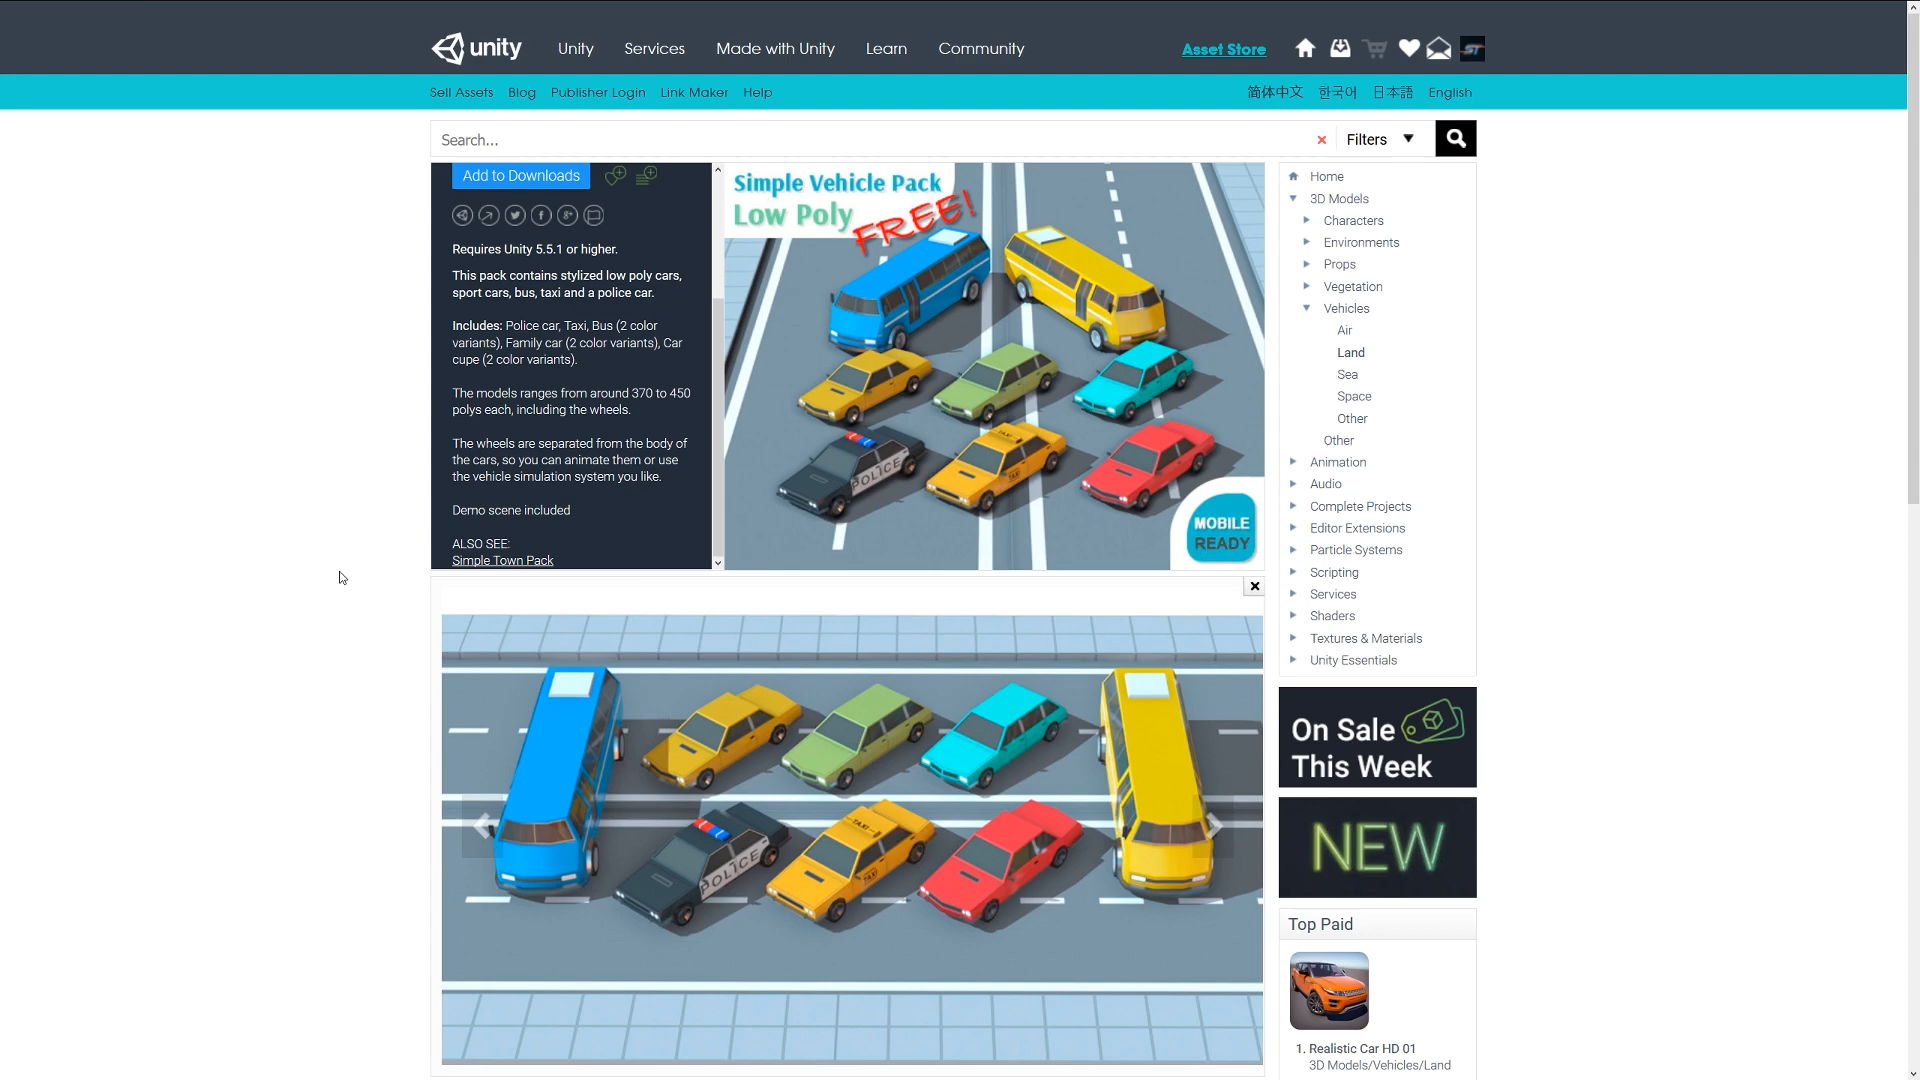 unity
Unity Services Made with Unity Learn Community
Asset Store
ST
Sell Assets Blog Publisher Login Link Maker Help
简体中文 한국어 日本語 English
Search...
Filters
Add to Downloads
Requires Unity 5.5.1 or higher.
This pack contains stylized low poly cars,
sport cars, bus, taxi and a police car.
Includes: Police car, Taxi, Bus (2 color
variants), Family car (2 color variants), Car
cupe (2 color variants).
The models ranges from around 370 to 450
polys each, including the wheels.
The wheels are separated from the body of
the cars, so you can animate them or use
the vehicle simulation system you like.
Demo scene included
ALSO SEE:
Simple Town Pack
Simple Vehicle Pack
Low Poly
FREE!
POLICE
TAXI
MOBILE
READY
TAXI
POLICE
TAXI
Home
3D Models
Characters
Environments
Props
Vegetation
Vehicles
Air
Land
Sea
Space
Other
Other
Animation
Audio
Complete Projects
Editor Extensions
Particle Systems
Scripting
Services
Shaders
Textures & Materials
Unity Essentials
On Sale
This Week
NEW
Top Paid
1. Realistic Car HD 01
3D Models/Vehicles/Land